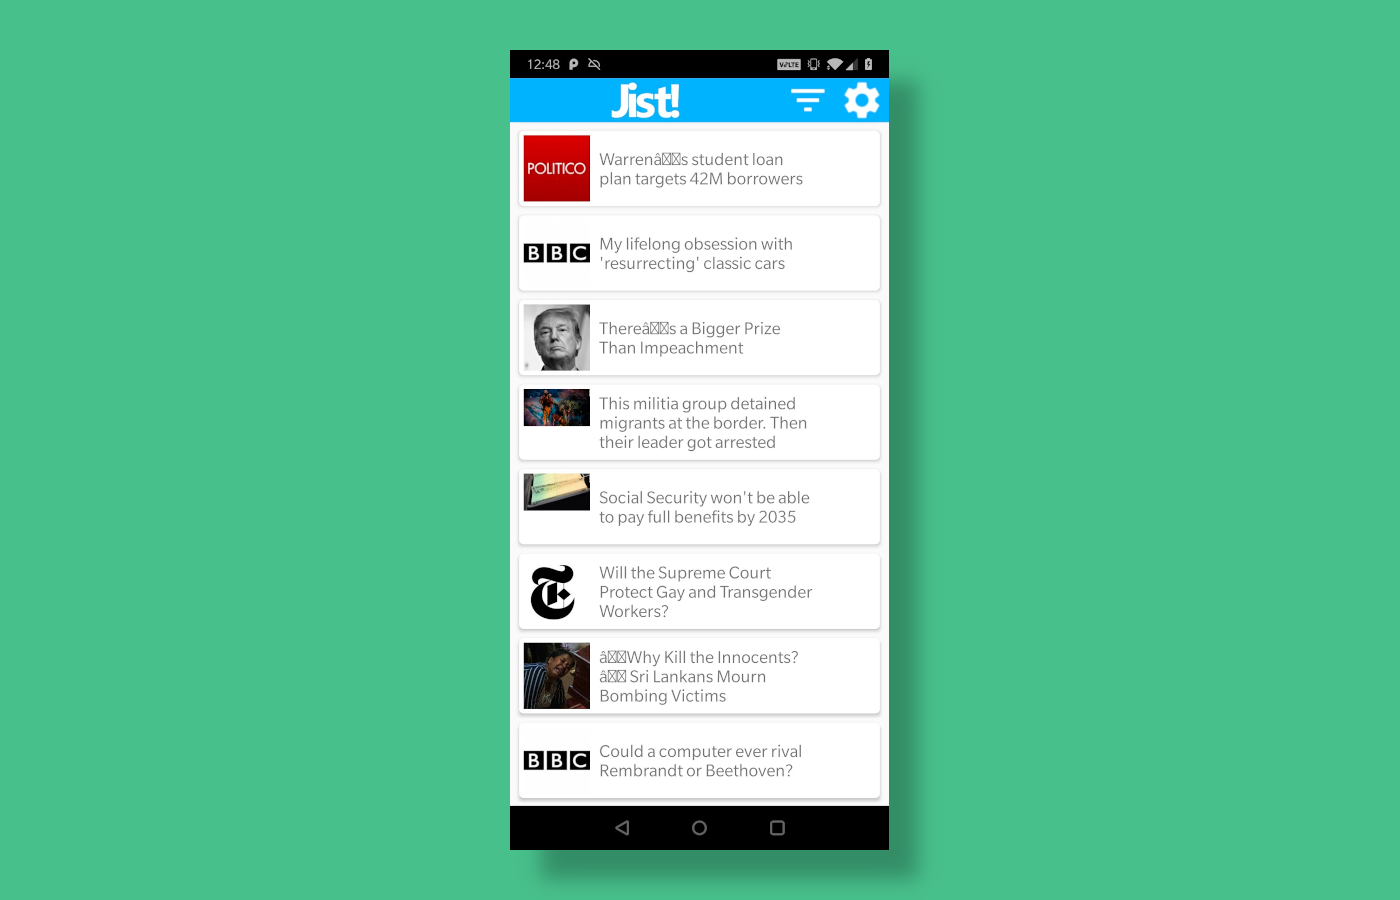 12:48
VoLTE
Jist!
POLITICO
Warrenâ��s student loan
plan targets 42M borrowers
BBC
My lifelong obsession with
'resurrecting' classic cars
Thereâ��s a Bigger Prize
Than Impeachment
This militia group detained
migrants at the border. Then
their leader got arrested
Social Security won't be able
to pay full benefits by 2035
Will the Supreme Court
Protect Gay and Transgender
Workers?
â��Why Kill the Innocents?
â�� Sri Lankans Mourn
Bombing Victims
BBC
Could a computer ever rival
Rembrandt or Beethoven?